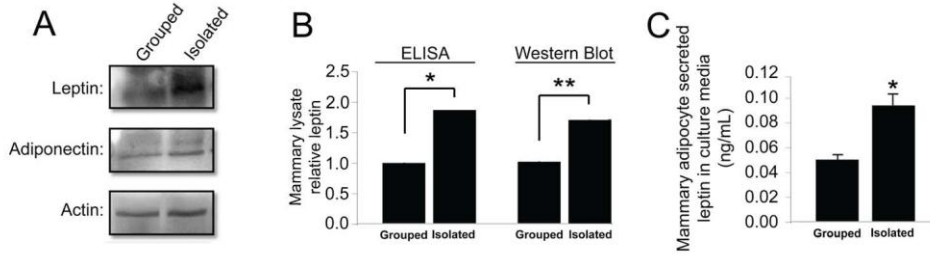 A
Grouped
Isolated
Leptin:
Adiponectin:
Actin:
B
ELISA
Western Blot
Mammary lysate
relative leptin
2.5
2.0
1.5
1.0
0.5
0.0
*
**
Grouped Isolated
Grouped Isolated
C
Mammary adipocyte secreted
leptin in culture media
(ng/mL)
0.12
0.10
0.08
0.06
0.04
0.02
0.00
*
Grouped
Isolated